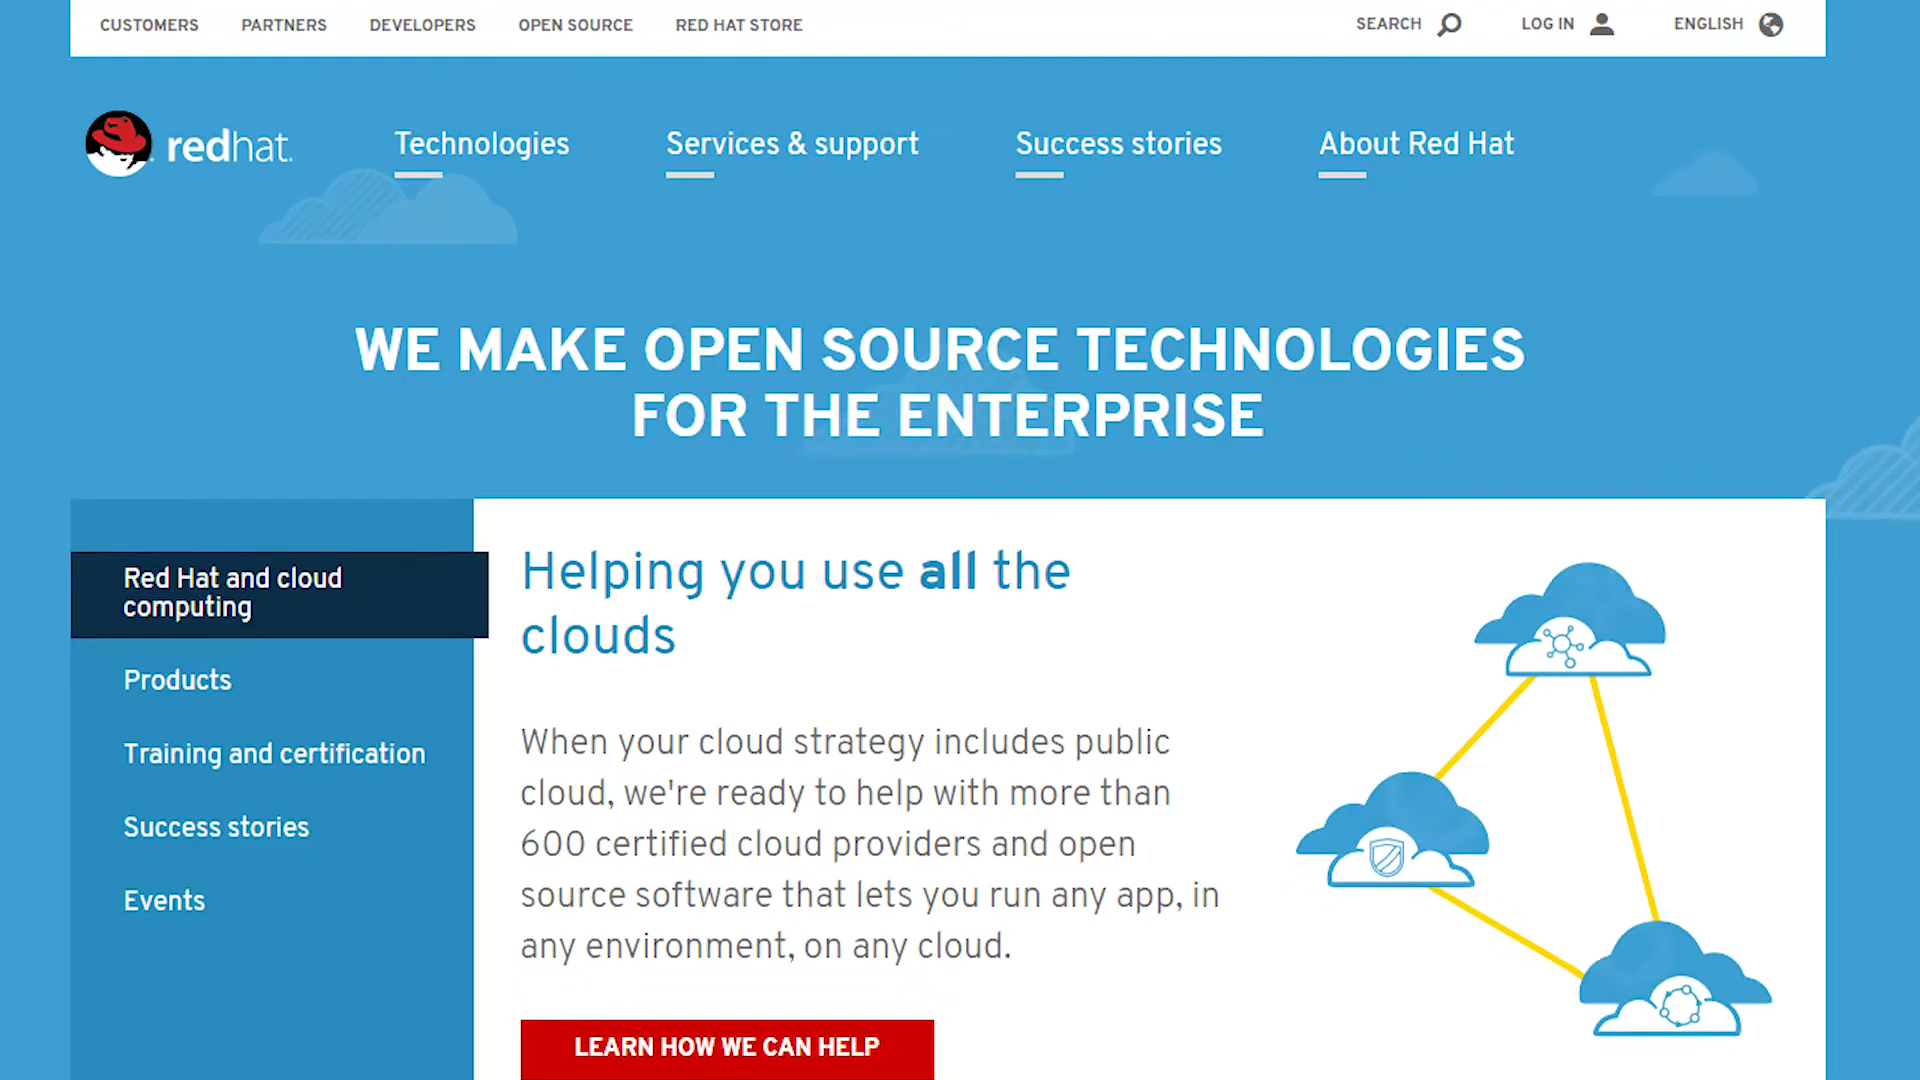 CUSTOMERS PARTNERS DEVELOPERS OPEN SOURCE RED HAT STORE SEARCH LOG IN ENGLISH
redhat. Technologies Services & support Success stories About Red Hat
WE MAKE OPEN SOURCE TECHNOLOGIES
FOR THE ENTERPRISE
Red Hat and cloud
computing
Products
Training and certification
Success stories
Events
Helping you use all the
clouds
When your cloud strategy includes public
cloud, we're ready to help with more than
600 certified cloud providers and open
source software that lets you run any app, in
any environment, on any cloud.
LEARN HOW WE CAN HELP